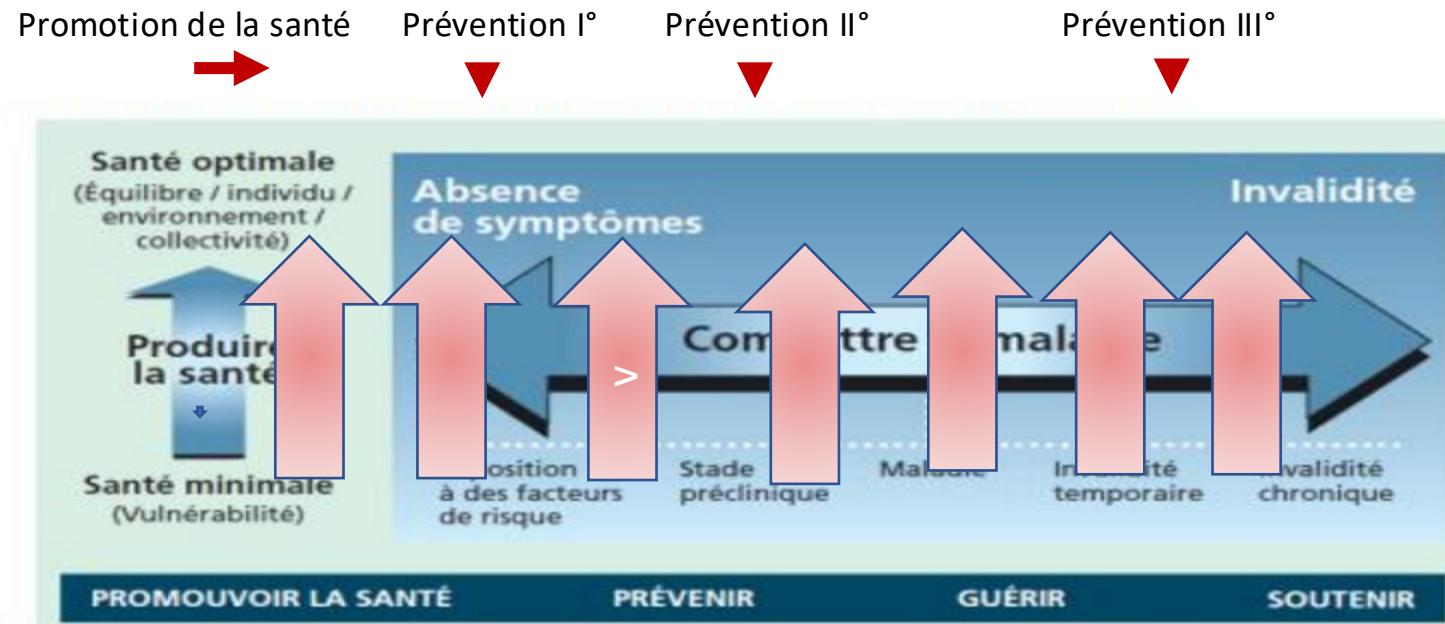 Promotion de la santé Prévention I° Prévention II° Prévention III°
Santé optimale
(Équilibre / individu /
environnement /
collectivité)
Absence
de symptômes
Invalidité
Produire
la santé
>
Santé minimale
(Vulnérabilité)
à des facteurs
de risque
Stade
préclinique
Maladie
temporaire
chronique
PROMOUVOIR LA SANTÉ PRÉVENIR GUÉRIR SOUTENIR